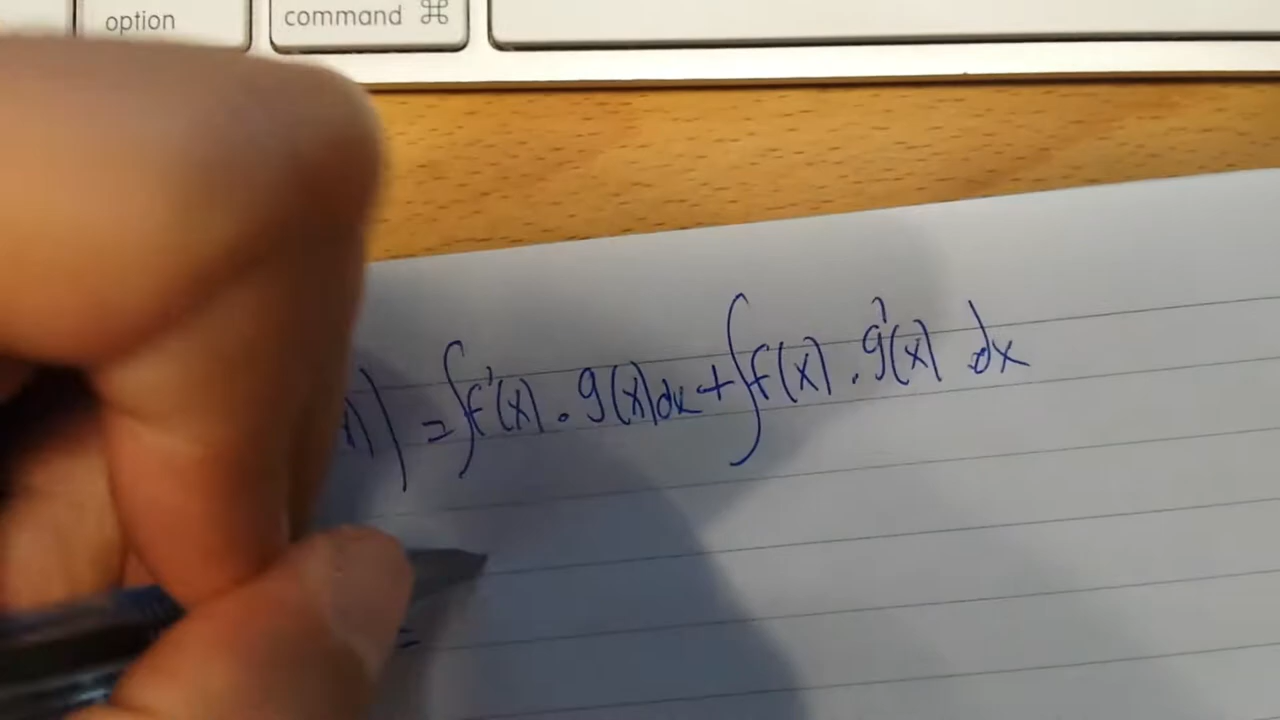 option command ⌘
x)) = ∫f'(x) . g(x)dx + ∫f(x) . g'(x) dx
=